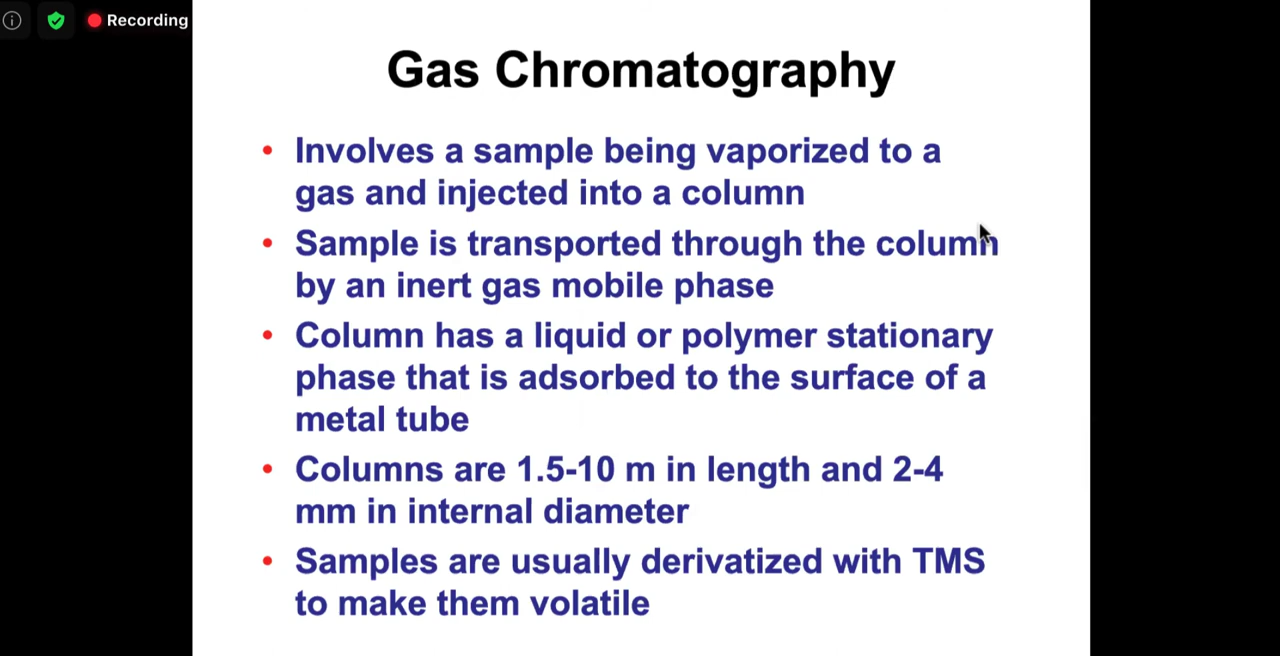 Recording
Gas Chromatography
• Involves a sample being vaporized to a
gas and injected into a column
• Sample is transported through the column
by an inert gas mobile phase
• Column has a liquid or polymer stationary
phase that is adsorbed to the surface of a
metal tube
• Columns are 1.5-10 m in length and 2-4
mm in internal diameter
• Samples are usually derivatized with TMS
to make them volatile